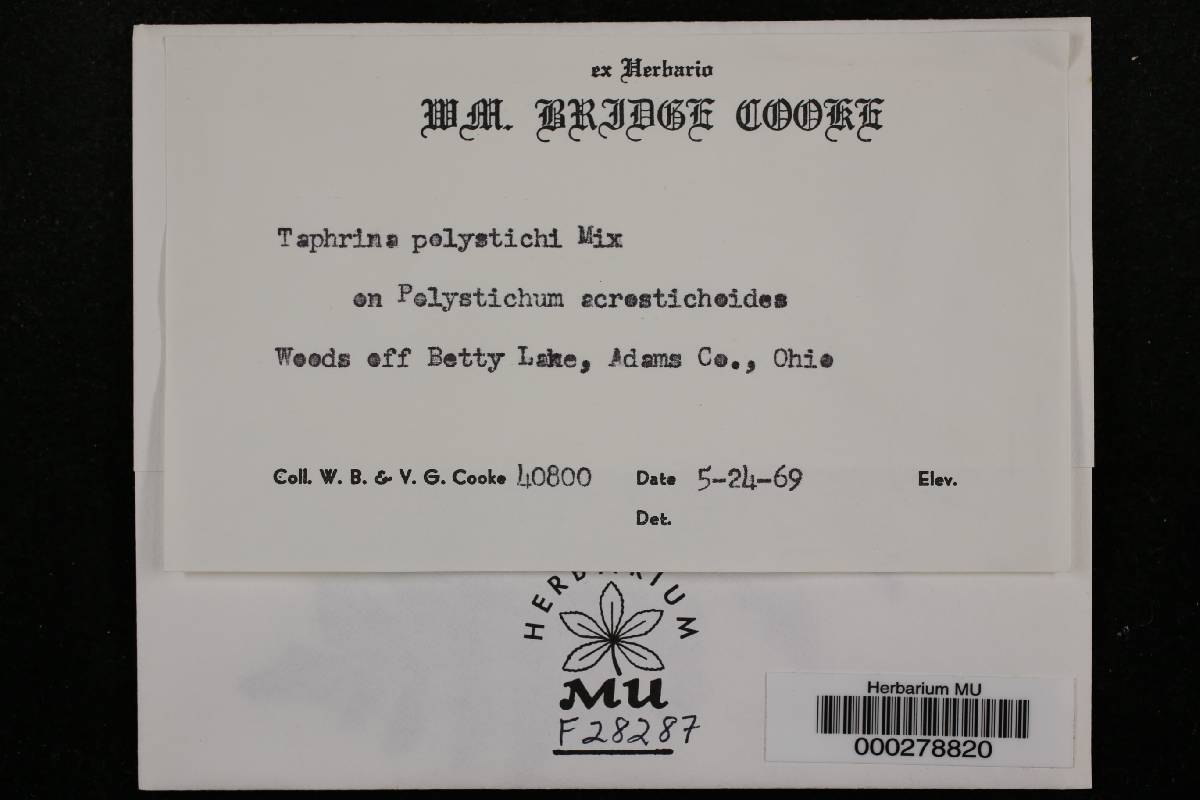 ex Herbario
WM. BRIDGE COOKE
Taphrina polystichi Mix
on Polystichum acrostichoides
Woods off Betty Lake, Adams Co., Ohio
Coll. W. B. & V. G. Cooke 40800 Date 5-24-69 Elev.
Det.
HERBARIUM
MU
F28287
Herbarium MU
000278820